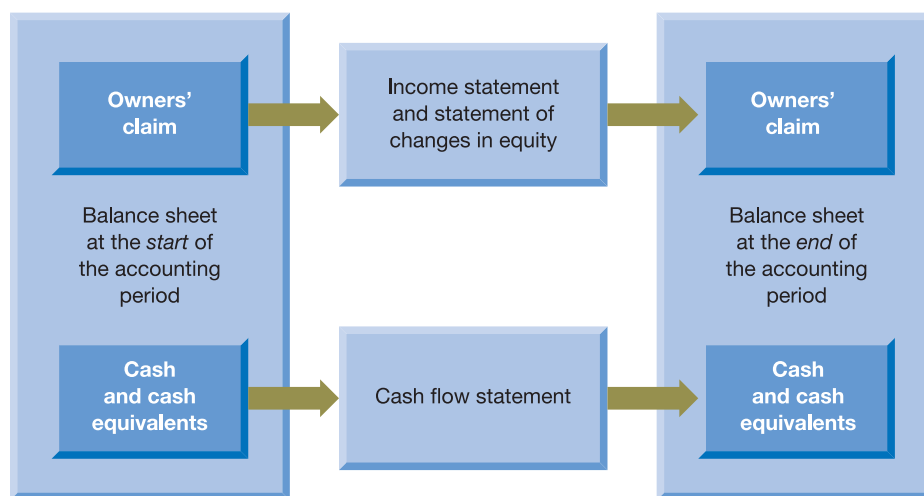 Owners'
claim
Balance sheet
at the start of
the accounting
period
Cash
and cash
equivalents
Income statement
and statement of
changes in equity
Cash flow statement
Owners'
claim
Balance sheet
at the end of
the accounting
period
Cash
and cash
equivalents